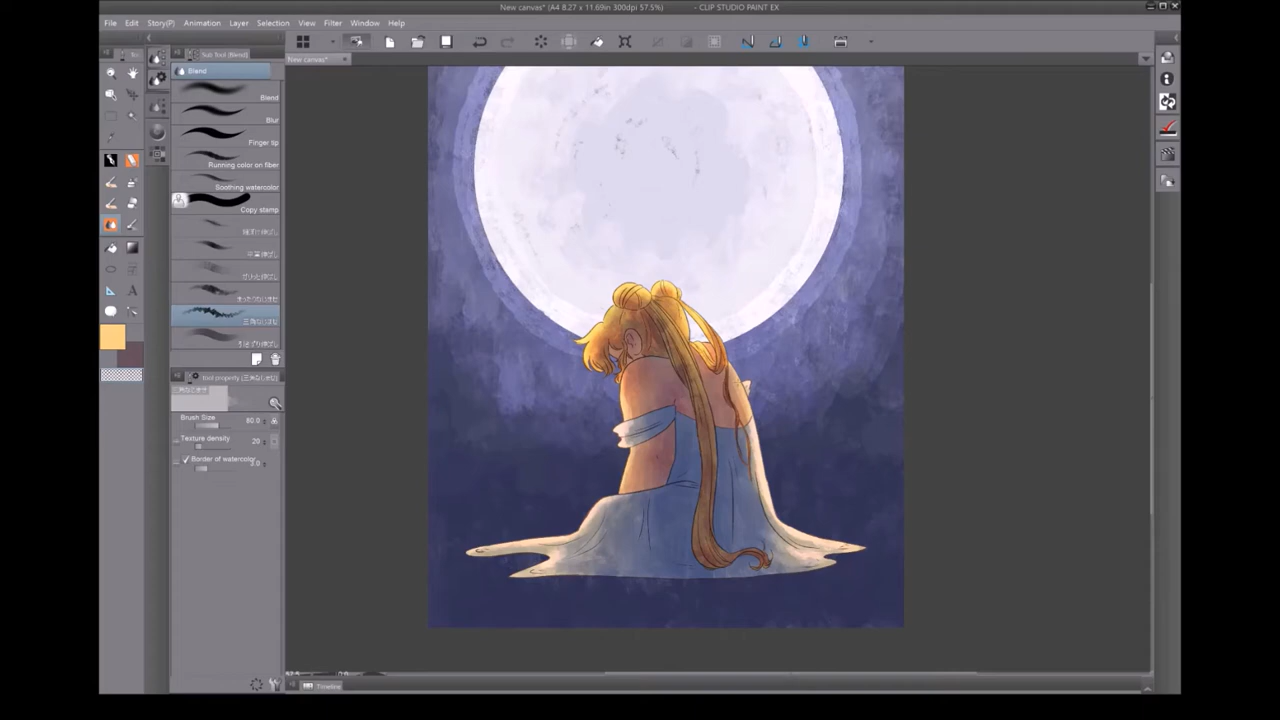 New canvas* (A4 8.27 x 11.69in 300dpi 57.5%) - CLIP STUDIO PAINT EX
File Edit Story(P) Animation Layer Selection View Filter Window Help
Sub Tool [Blend]
New canvas*
Blend
Blend
Blur
Finger tip
Running color on fiber
Soothing watercolor
Copy stamp
Brush Size 80.0
Texture density 20
Border of watercolor 3.0
Timeline